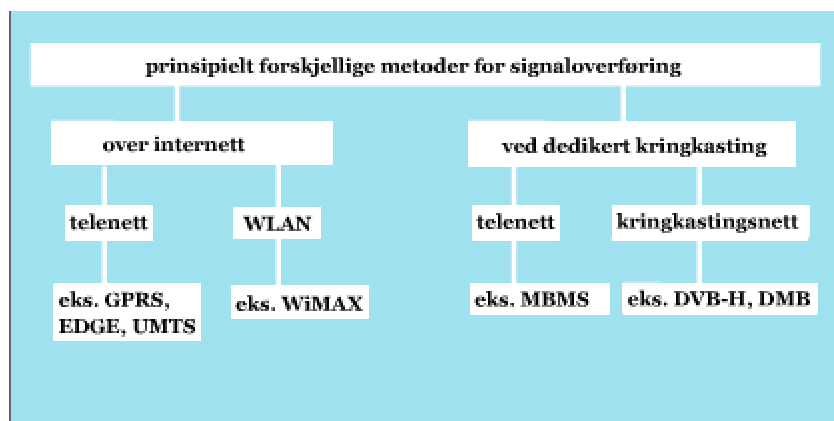 prinsipielt forskjellige metoder for signaloverføring
over internett
ved dedikert kringkasting
telenett
WLAN
telenett
kringkastingsnett
eks. GPRS,
EDGE, UMTS
eks. WiMAX
eks. MBMS
eks. DVB-H, DMB